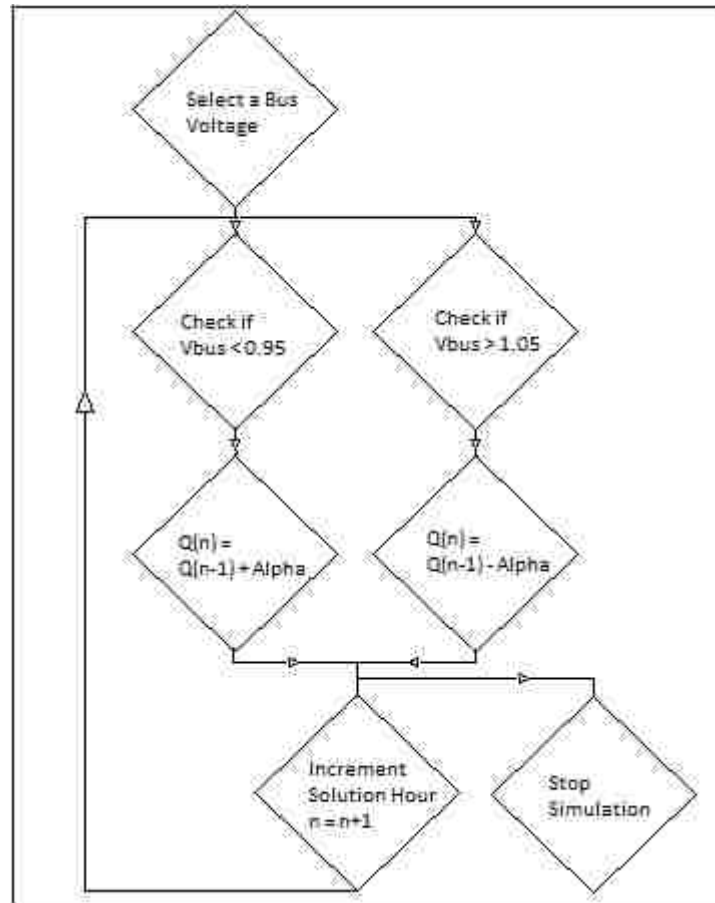 Select a Bus
Voltage
Check if
Vbus < 0.95
Check if
Vbus > 1.05
Q(n) =
Q(n-1) + Alpha
Q(n) =
Q(n-1) - Alpha
Increment
Solution Hour
n = n+1
Stop
Simulation